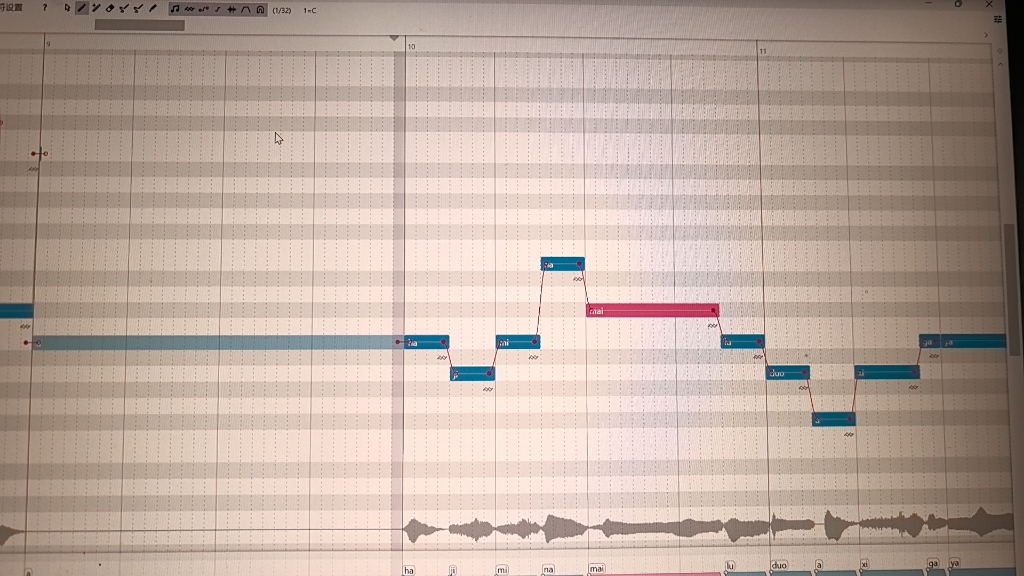 符设置 ? (1/32) 1=C
9 10 11
na
mai
ha mi lu ga ya
ji duo xi
a
ha ji mi na mai lu duo a xi ga ya